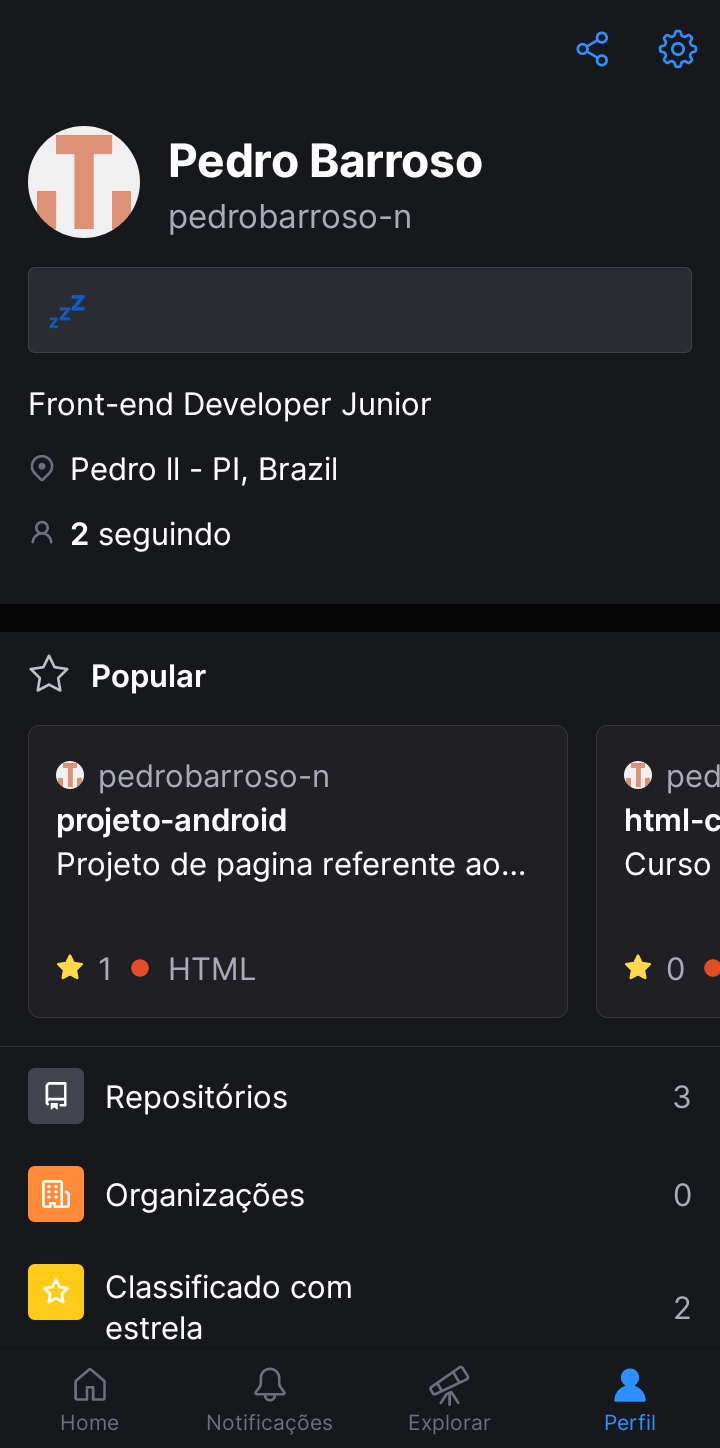 Pedro Barroso
pedrobarroso-n
zzZ
Front-end Developer Junior
Pedro ll - PI, Brazil
2 seguindo
Popular
pedrobarroso-n
projeto-android
Projeto de pagina referente ao...
1 HTML
ped
html-c
Curso
0
Repositórios 3
Organizações 0
Classificado com
estrela 2
Home Notificações Explorar Perfil